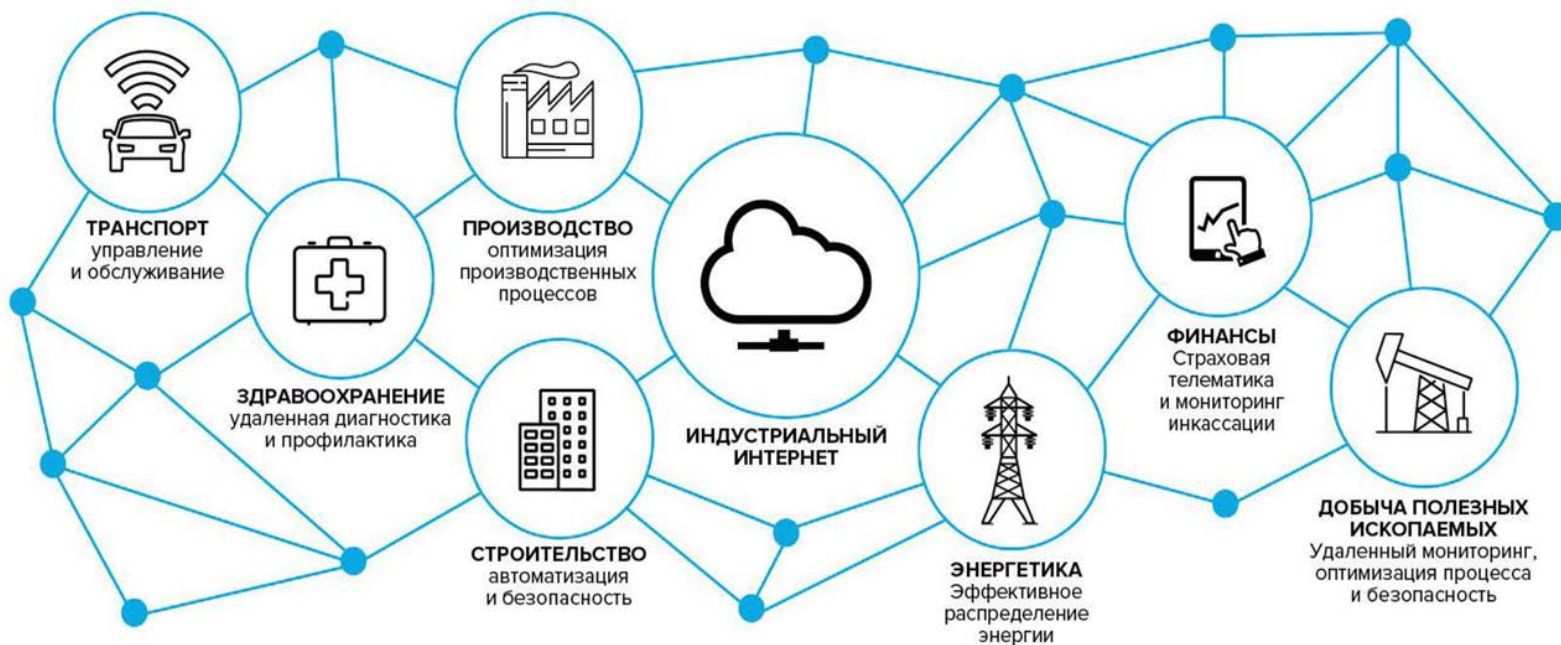 ТРАНСПОРТ
управление
и обслуживание
ЗДРАВООХРАНЕНИЕ
удаленная диагностика
и профилактика
ПРОИЗВОДСТВО
оптимизация
производственных
процессов
СТРОИТЕЛЬСТВО
автоматизация
и безопасность
ИНДУСТРИАЛЬНЫЙ
ИНТЕРНЕТ
ЭНЕРГЕТИКА
Эффективное
распределение
энергии
ФИНАНСЫ
Страховая
телематика
и мониторинг
инкассации
ДОБЫЧА ПОЛЕЗНЫХ
ИСКОПАЕМЫХ
Удаленный мониторинг,
оптимизация процесса
и безопасность